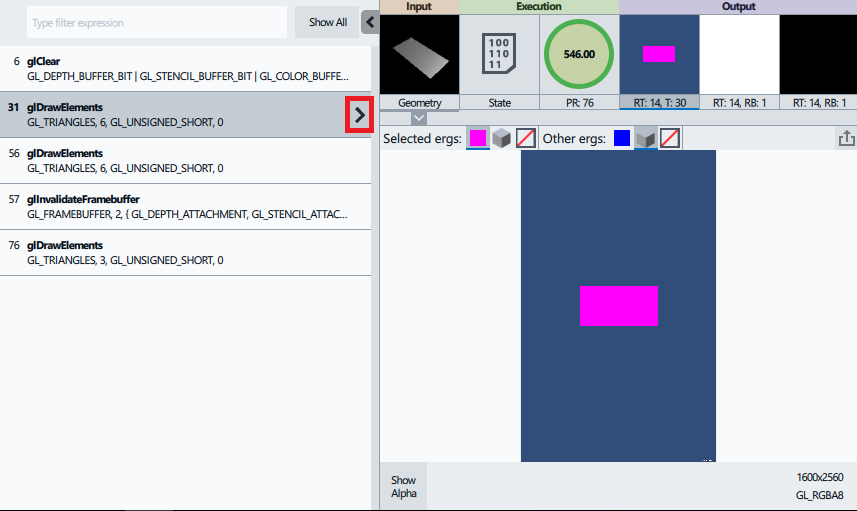 Type filter expression
Show All
6 glClear
GL_DEPTH_BUFFER_BIT | GL_STENCIL_BUFFER_BIT | GL_COLOR_BUFFE...
31 glDrawElements
GL_TRIANGLES, 6, GL_UNSIGNED_SHORT, 0
56 glDrawElements
GL_TRIANGLES, 6, GL_UNSIGNED_SHORT, 0
57 glInvalidateFramebuffer
GL_FRAMEBUFFER, 2, { GL_DEPTH_ATTACHMENT, GL_STENCIL_ATTAC...
76 glDrawElements
GL_TRIANGLES, 3, GL_UNSIGNED_SHORT, 0
Input Execution Output
100
110
11
546.00
Geometry State PR: 76 RT: 14, T: 30 RT: 14, RB: 1 RT: 14, RB: 1
Selected ergs: Other ergs:
Show
Alpha
1600x2560
GL_RGBA8